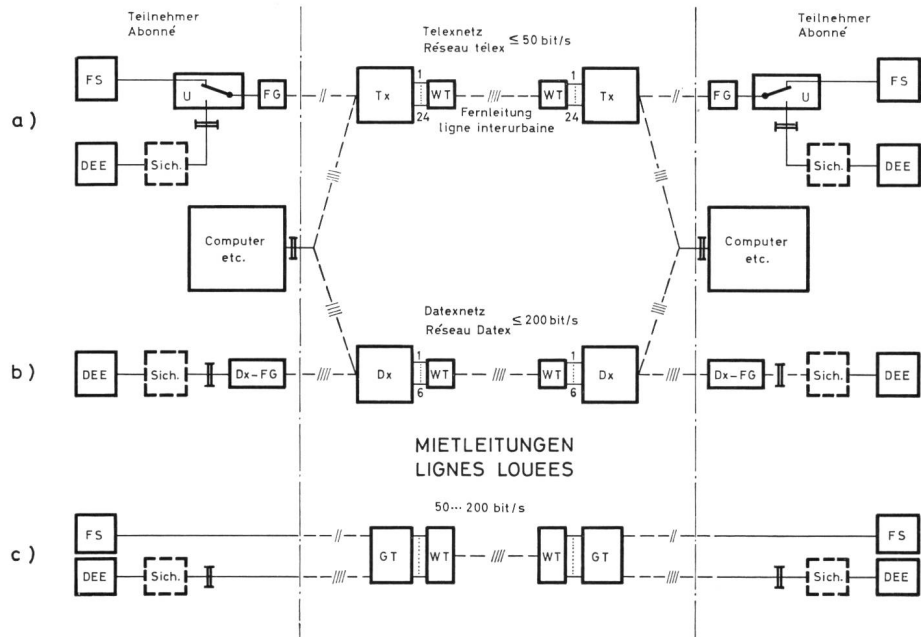 Teilnehmer
Abonné
Telexnetz
Réseau télex ≤ 50 bit/s
Teilnehmer
Abonné
a)
FS
U
FG
Tx
1
24
WT
Fernleitung
ligne interurbaine
WT
1
24
Tx
FG
U
FS
DEE
Sich.
Sich.
DEE
Computer
etc.
Computer
etc.
Datexnetz
Réseau Datex ≤ 200 bit/s
b)
DEE
Sich.
Dx-FG
Dx
1
6
WT
WT
1
6
Dx
Dx-FG
Sich.
DEE
MIETLEITUNGEN
LIGNES LOUEES
50... 200 bit/s
c)
FS
GT
WT
WT
GT
FS
DEE
Sich.
Sich.
DEE